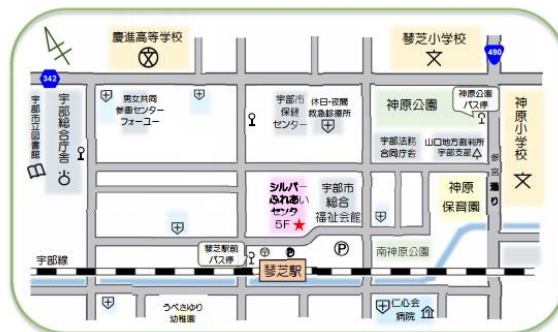 慶進高等学校
琴芝小学校
342
490
宇部市立図書館
宇部総合庁舎
男女共同
参画センター
フォーユー
宇部市
保健
センター
休日・夜間
救急診療所
神原公園
神原公園
バス停
宇部法務
合同庁舎
山口地方裁判所
宇部支部
神原小学校
参宮通り
シルバー
ふれあい
センター
5F
宇部市
総合
福祉会館
神原
保育園
琴芝駅前
バス停
南神原公園
宇部線
琴芝駅
うべさゆり
幼稚園
仁心会
病院